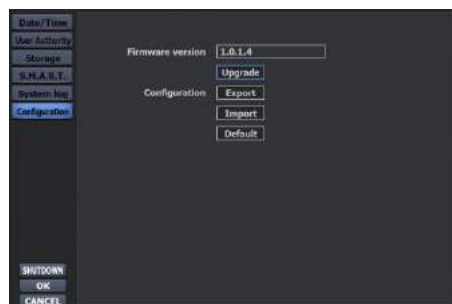 Date/Time
User Authority
Storage
S.M.A.R.T.
System log
Configuration
Firmware version 1.0.1.4
Upgrade
Configuration Export
Import
Default
SHUTDOWN
OK
CANCEL